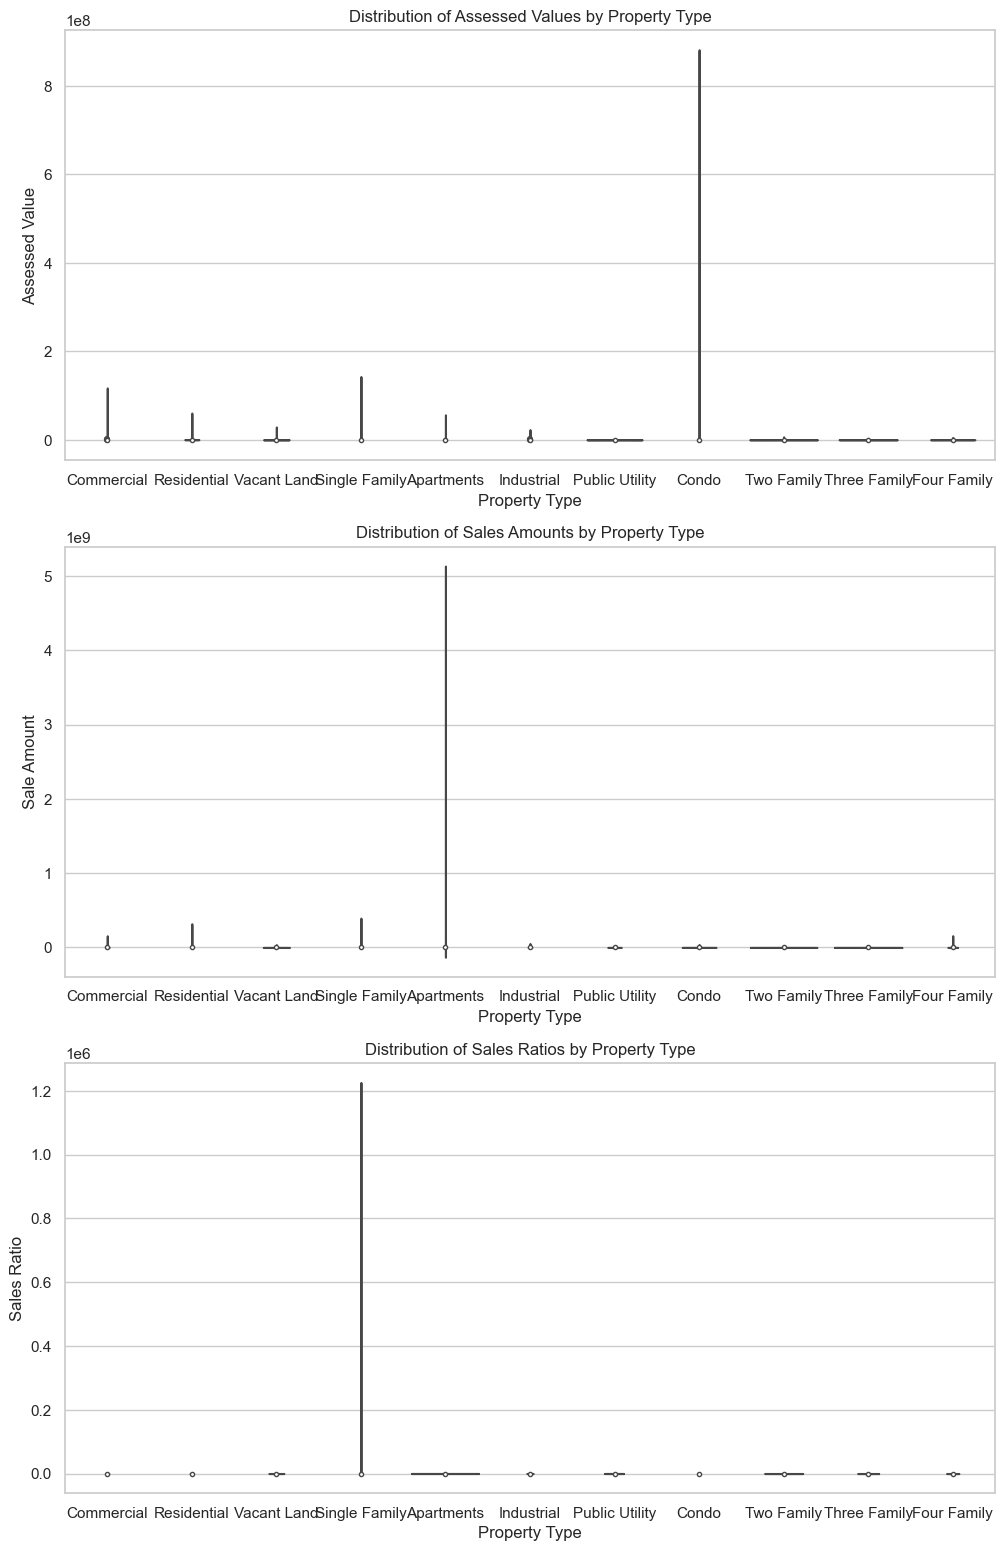 Distribution of Assessed Values by Property Type
1e8
8
6
4
2
0
Assessed Value
Commercial Residential Vacant Land Single Family Apartments Industrial Public Utility Condo Two Family Three Family Four Family
Property Type
Distribution of Sales Amounts by Property Type
1e9
5
4
3
2
1
0
Sale Amount
Commercial Residential Vacant Land Single Family Apartments Industrial Public Utility Condo Two Family Three Family Four Family
Property Type
Distribution of Sales Ratios by Property Type
1e6
1.2
1.0
0.8
0.6
0.4
0.2
0.0
Sales Ratio
Commercial Residential Vacant Land Single Family Apartments Industrial Public Utility Condo Two Family Three Family Four Family
Property Type